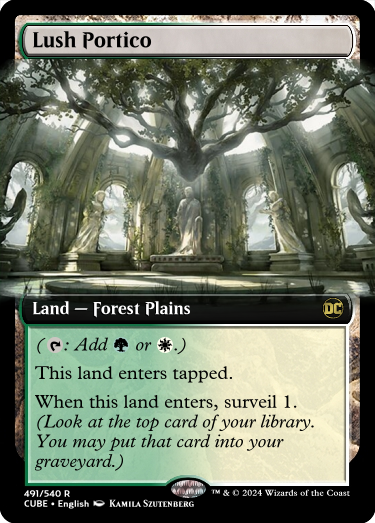 Lush Portico
Land — Forest Plains
DC
( : Add or .)
This land enters tapped.
When this land enters, surveil 1.
(Look at the top card of your library.
You may put that card into your
graveyard.)
491/540 R
CUBE • English Kamila Szutenberg
™ & © 2024 Wizards of the Coast